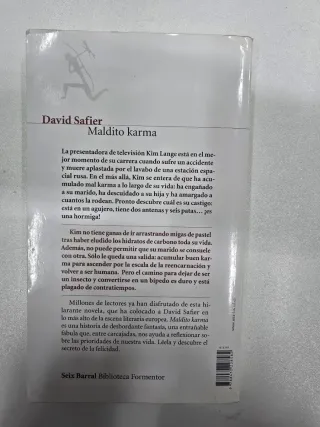 David Safier
Maldito karma
La presentadora de televisión Kim Lange está en el me-
jor momento de su carrera cuando sufre un accidente
y muere aplastada por el lavabo de una estación espa-
cial rusa. En el más allá, Kim se entera de que ha acu-
mulado mal karma a lo largo de su vida: ha engañado
a su marido, ha descuidado a su hija y ha amargado a
cuantos la rodean. Pronto descubre cuál es su castigo:
está en un agujero, tiene dos antenas y seis patas... ¡es
una hormiga!
Kim no tiene ganas de ir arrastrando migas de pastel
tras haber eludido los hidratos de carbono toda su vida.
Además, no puede permitir que su marido se consuele
con otra. Sólo le queda una salida: acumular buen kar-
ma para ascender por la escala de la reencarnación y
volver a ser humana. Pero el camino para dejar de ser
un insecto y convertirse en un bípedo es duro y está
plagado de contratiempos.
Millones de lectores ya han disfrutado de esta hi-
larante novela, que ha colocado a David Safier en
lo más alto de la escena literaria europea. Maldito karma
es una historia de desbordante fantasía, una entrañable
fábula que, entre carcajadas, nos ayuda a reflexionar so-
bre las prioridades de nuestra vida. Léela y descubre el
secreto de la felicidad.
Seix Barral Biblioteca Formentor